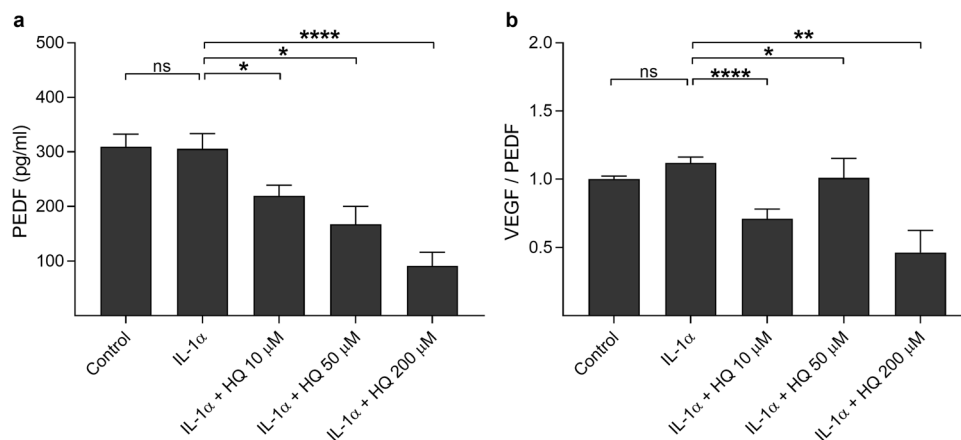 a
500
400
300
200
100
PEDF (pg/ml)
ns
*
*
****
Control
IL-1α
IL-1α + HQ 10 μM
IL-1α + HQ 50 μM
IL-1α + HQ 200 μM
b
2.0
1.5
1.0
0.5
VEGF / PEDF
ns
****
*
**
Control
IL-1α
IL-1α + HQ 10 μM
IL-1α + HQ 50 μM
IL-1α + HQ 200 μM